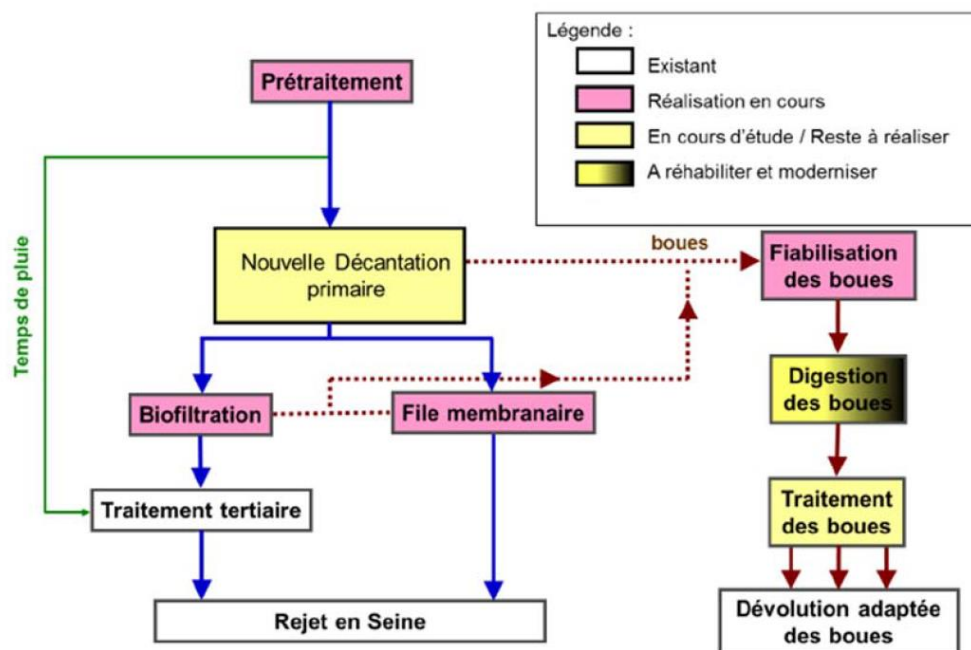 Légende :
Existant
Réalisation en cours
En cours d'étude / Reste à réaliser
A réhabiliter et moderniser
Prétraitement
Temps de pluie
Nouvelle Décantation
primaire
boues
Fiabilisation
des boues
Biofiltration
File membranaire
Digestion
des boues
Traitement tertiaire
Traitement
des boues
Rejet en Seine
Dévolution adaptée
des boues